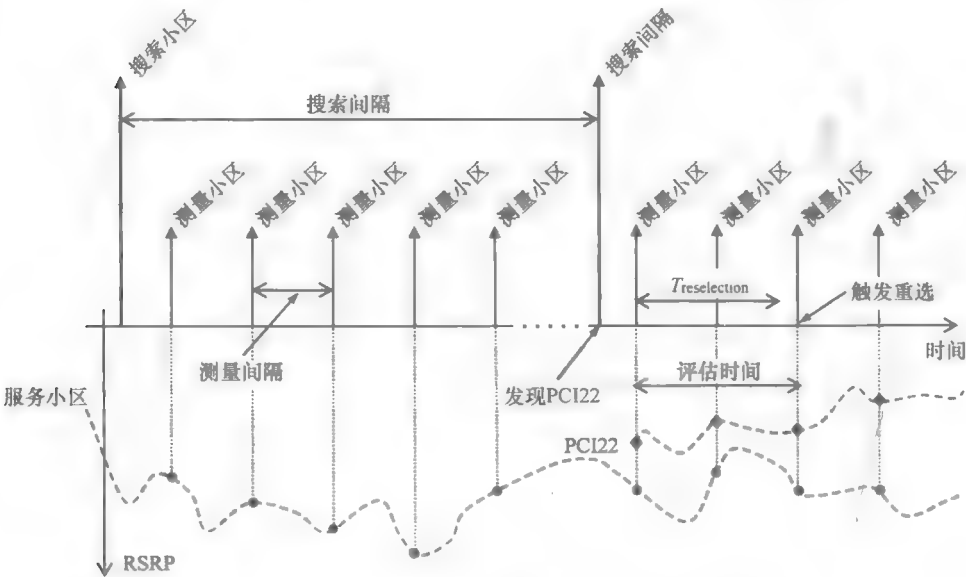 搜索小区
搜索间隔
搜索间隔
测量小区
测量小区
测量小区
测量小区
测量小区
测量小区
测量小区
测量小区
测量小区
Treselection
触发重选
时间
测量间隔
评估时间
服务小区
发现PCI22
PCI22
RSRP